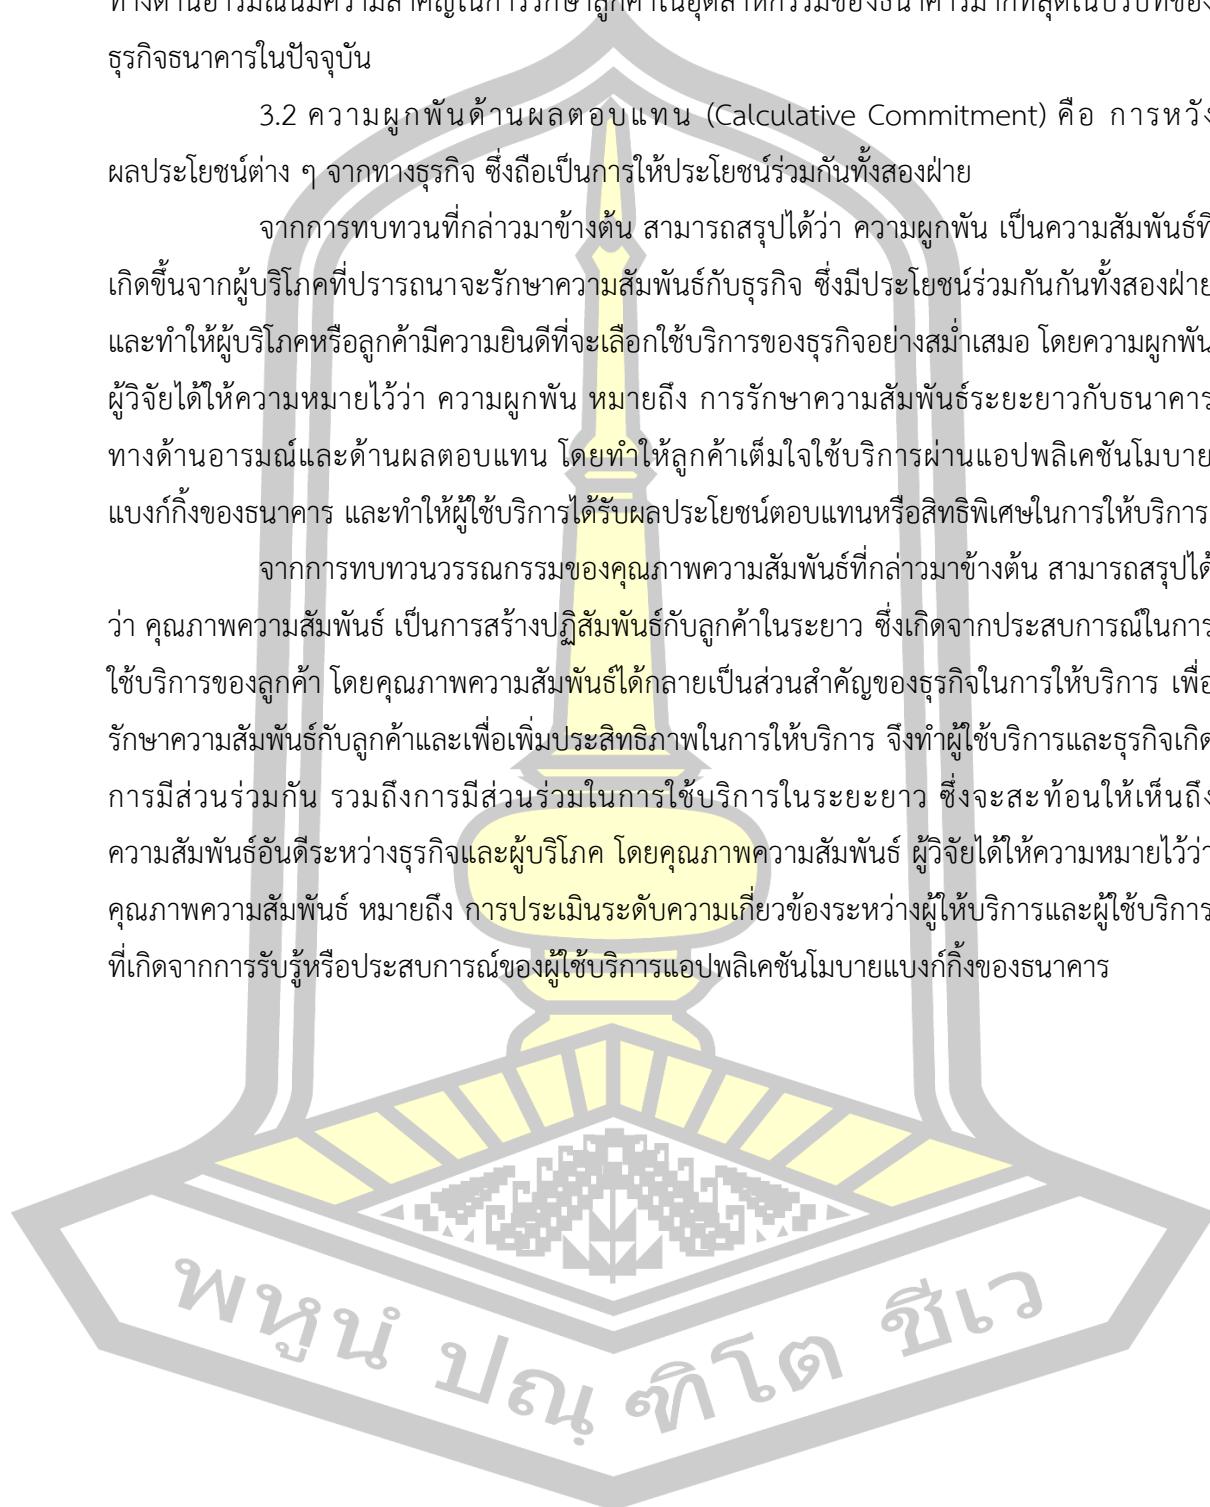 ทางด้านอารมณ์นี้มีความสำคัญในการรักษาลูกค้าในอุตสาหกรรมของธนาคารมากที่สุดในบริบทของ
ธุรกิจธนาคารในปัจจุบัน
3.2 ความผูกพันด้านผลตอบแทน (Calculative Commitment) คือ การหวัง
ผลประโยชน์ต่าง ๆ จากทางธุรกิจ ซึ่งถือเป็นการให้ประโยชน์ร่วมกันทั้งสองฝ่าย
จากการทบทวนที่กล่าวมาข้างต้น สามารถสรุปได้ว่า ความผูกพัน เป็นความสัมพันธ์ที่
เกิดขึ้นจากผู้บริโภคที่ปรารถนาจะรักษาความสัมพันธ์กับธุรกิจ ซึ่งมีประโยชน์ร่วมกันกันทั้งสองฝ่าย
และทำให้ผู้บริโภคหรือลูกค้ามีความยินดีที่จะเลือกใช้บริการของธุรกิจอย่างสม่ำเสมอ โดยความผูกพัน
ผู้วิจัยได้ให้ความหมายไว้ว่า ความผูกพัน หมายถึง การรักษาความสัมพันธ์ระยะยาวกับธนาคาร
ทางด้านอารมณ์และด้านผลตอบแทน โดยทำให้ลูกค้าเต็มใจใช้บริการผ่านแอปพลิเคชันโมบาย
แบงก์กิ้งของธนาคาร และทำให้ผู้ใช้บริการได้รับผลประโยชน์ตอบแทนหรือสิทธิพิเศษในการให้บริการ
จากการทบทวนวรรณกรรมของคุณภาพความสัมพันธ์ที่กล่าวมาข้างต้น สามารถสรุปได้
ว่า คุณภาพความสัมพันธ์ เป็นการสร้างปฏิสัมพันธ์กับลูกค้าในระยาว ซึ่งเกิดจากประสบการณ์ในการ
ใช้บริการของลูกค้า โดยคุณภาพความสัมพันธ์ได้กลายเป็นส่วนสำคัญของธุรกิจในการให้บริการ เพื่อ
รักษาความสัมพันธ์กับลูกค้าและเพื่อเพิ่มประสิทธิภาพในการให้บริการ จึงทำผู้ใช้บริการและธุรกิจเกิด
การมีส่วนร่วมกัน รวมถึงการมีส่วนร่วมในการใช้บริการในระยะยาว ซึ่งจะสะท้อนให้เห็นถึง
ความสัมพันธ์อันดีระหว่างธุรกิจและผู้บริโภค โดยคุณภาพความสัมพันธ์ ผู้วิจัยได้ให้ความหมายไว้ว่า
คุณภาพความสัมพันธ์ หมายถึง การประเมินระดับความเกี่ยวข้องระหว่างผู้ให้บริการและผู้ใช้บริการ
ที่เกิดจากการรับรู้หรือประสบการณ์ของผู้ใช้บริการแอปพลิเคชันโมบายแบงก์กิ้งของธนาคาร
พหูนํ ปณฺฑิโต ชีเว